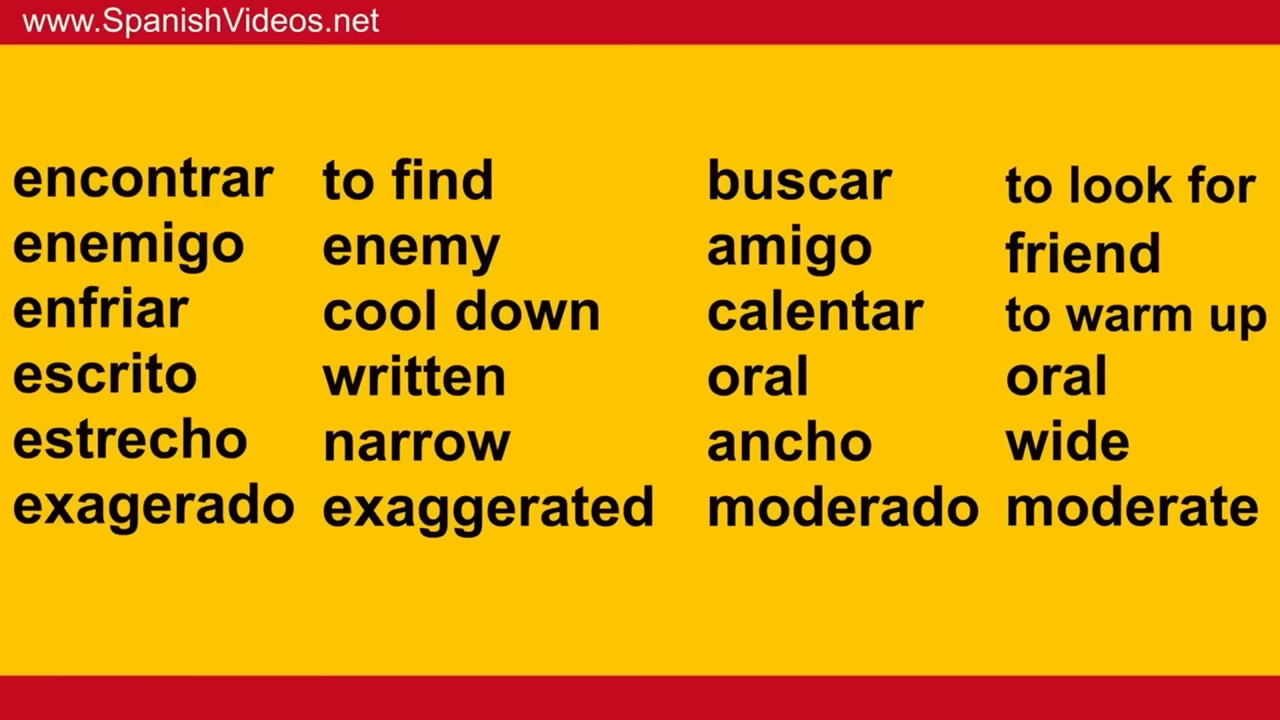 www.SpanishVideos.net
encontrar to find buscar to look for
enemigo enemy amigo friend
enfriar cool down calentar to warm up
escrito written oral oral
estrecho narrow ancho wide
exagerado exaggerated moderado moderate